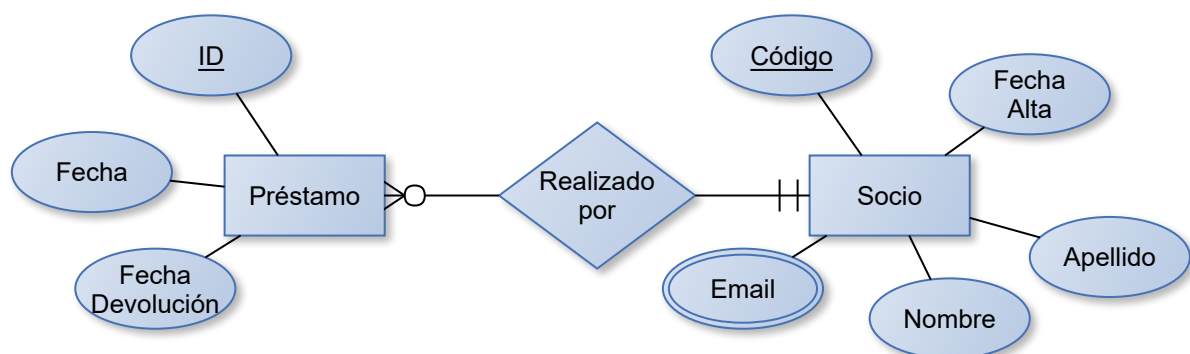 ID
Código
Fecha
Alta
Fecha
Préstamo
Realizado
por
Socio
Apellido
Fecha
Devolución
Email
Nombre